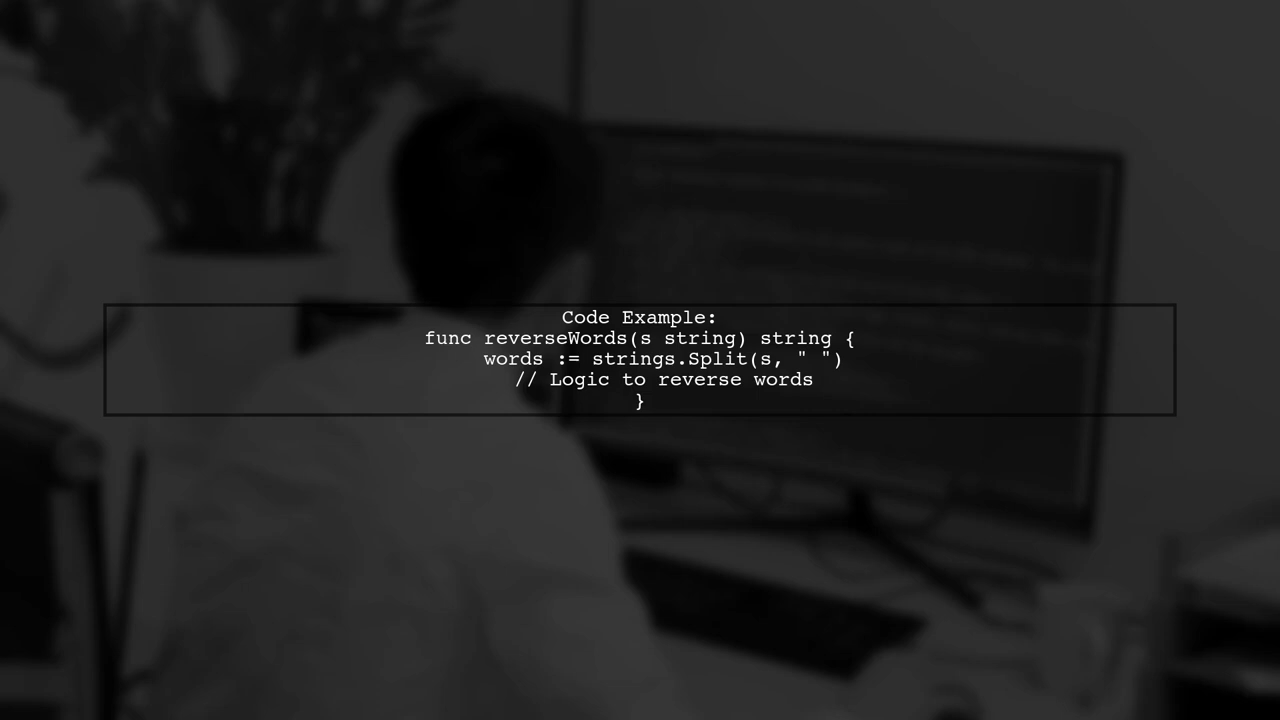 Code Example:
func reverseWords(s string) string {
    words := strings.Split(s, " ")
    // Logic to reverse words
}